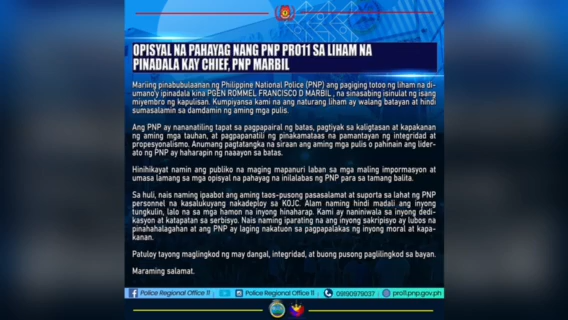 OPISYAL NA PAHAYAG NANG PNP PRO11 SA LIHAM NA
PINADALA KAY CHIEF, PNP MARBIL
Mariing pinabubulaanan ng Philippine National Police (PNP) ang pagiging totoo ng liham na di-
umano'y ipinadala kina PGEN ROMMEL FRANCISCO D MARBIL, na sinasabing isinulat ng isang
miyembro ng kapulisan. Kumpiyansa kami na ang naturang liham ay walang batayan at hindi
sumasalamin sa damdamin ng aming mga pulis.
Ang PNP ay nananatiling tapat sa pagpapairal ng batas, pagtiyak sa kaligtasan at kapakanan
ng aming mga tauhan, at pagpapanatili ng pinakamataas na pamantayan ng integridad at
propesyonalismo. Anumang pagtatangka na siraan ang aming mga pulis o pahinain ang lider-
ato ng PNP ay haharapin ng naaayon sa batas.
Hinihikayat namin ang publiko na maging mapanuri laban sa mga maling impormasyon at
umasa lamang sa mga opisyal na pahayag na inilalabas ng PNP para sa tamang balita.
Sa huli, nais naming ipaabot ang aming taos-pusong pasasalamat at suporta sa lahat ng PNP
personnel na kasalukuyang nakadeploy sa KOJC. Alam naming hindi madali ang inyong
tungkulin, lalo na sa mga hamon na inyong hinaharap. Kami ay naniniwala sa inyong dedi-
kasyon at katapatan sa serbisyo. Nais naming iparating na ang inyong sakripisyo ay lubos na
pinahahalagahan at ang PNP ay laging nakatuon sa pagpapalakas ng inyong moral at kapa-
kanan.
Patuloy tayong maglingkod ng may dangal, integridad, at buong pusong paglilingkod sa bayan.
Maraming salamat.
Police Regional Office 11 Police Regional Office 11 09190979037 pro11.pnp.gov.ph